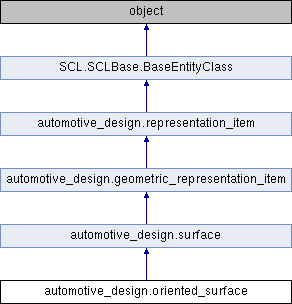 object
SCL.SCLBase.BaseEntityClass
automotive_design.representation_item
automotive_design.geometric_representation_item
automotive_design.surface
automotive_design.oriented_surface